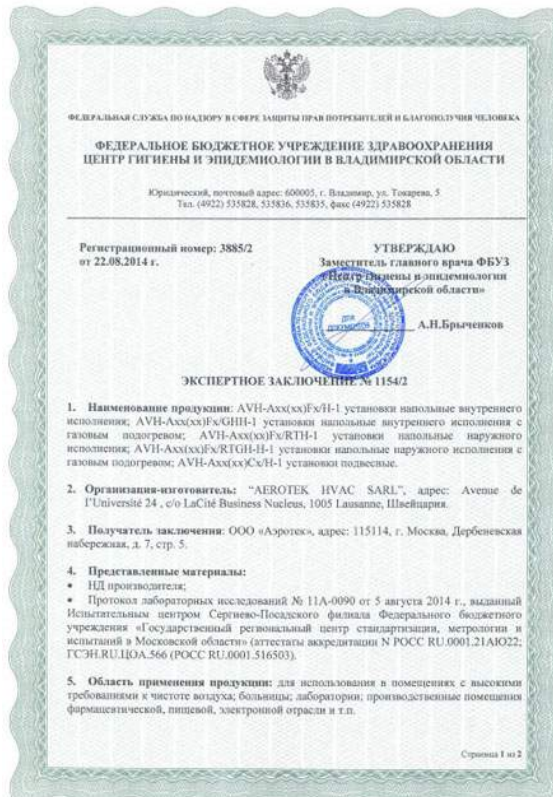 ФЕДЕРАЛЬНАЯ СЛУЖБА ПО НАДЗОРУ В СФЕРЕ ЗАЩИТЫ ПРАВ ПОТРЕБИТЕЛЕЙ И БЛАГОПОЛУЧИЯ ЧЕЛОВЕКА
ФЕДЕРАЛЬНОЕ БЮДЖЕТНОЕ УЧРЕЖДЕНИЕ ЗДРАВООХРАНЕНИЯ
ЦЕНТР ГИГИЕНЫ И ЭПИДЕМИОЛОГИИ В ВЛАДИМИРСКОЙ ОБЛАСТИ
Юридический, почтовый адрес: 600005, г. Владимир, ул. Токарева, 5
Тел. (4922) 535828, 535836, 535835, факс (4922) 535828
Регистрационный номер: 3885/2
от 22.08.2014 г.
УТВЕРЖДАЮ
Заместитель главного врача ФБУЗ
«Центр гигиены и эпидемиологии
в Владимирской области»
ДЛЯ
ДОКУМЕНТОВ
А.Н.Брыченков
ЭКСПЕРТНОЕ ЗАКЛЮЧЕНИЕ № 1154/2
1. Наименование продукции: AVH-Axx(xx)Fx/H-1 установки напольные внутреннего
исполнения; AVH-Axx(xx)Fx/GHH-1 установки напольные внутреннего исполнения с
газовым подогревом; AVH-Axx(xx)Fx/RTH-1 установки напольные наружного
исполнения; AVH-Axx(xx)Fx/RTGH-H-1 установки напольные наружного исполнения с
газовым подогревом; AVH-Axx(xx)Cx/H-1 установки подвесные.
2. Организация-изготовитель: “AEROTEK HVAC SARL”, адрес: Avenue de
l’Université 24 , c/o LaCité Business Nucleus, 1005 Lausanne, Швейцария.
3. Получатель заключения: ООО «Аэротек», адрес: 115114, г. Москва, Дербеневская
набережная, д. 7, стр. 5.
4. Представленные материалы:
• НД производителя;
• Протокол лабораторных исследований № 11А-0090 от 5 августа 2014 г., выданный
Испытательным центром Сергиево-Посадского филиала Федерального бюджетного
учреждения «Государственный региональный центр стандартизации, метрологии и
испытаний в Московской области» (аттестаты аккредитации N РОСС RU.0001.21АЮ22;
ГСЭН.RU.ЦОА.566 (РОСС RU.0001.516503).
5. Область применения продукции: для использования в помещениях с высокими
требованиями к чистоте воздуха; больницы; лаборатории; производственные помещения
фармацевтической, пищевой, электронной отрасли и т.п.
Страница 1 из 2